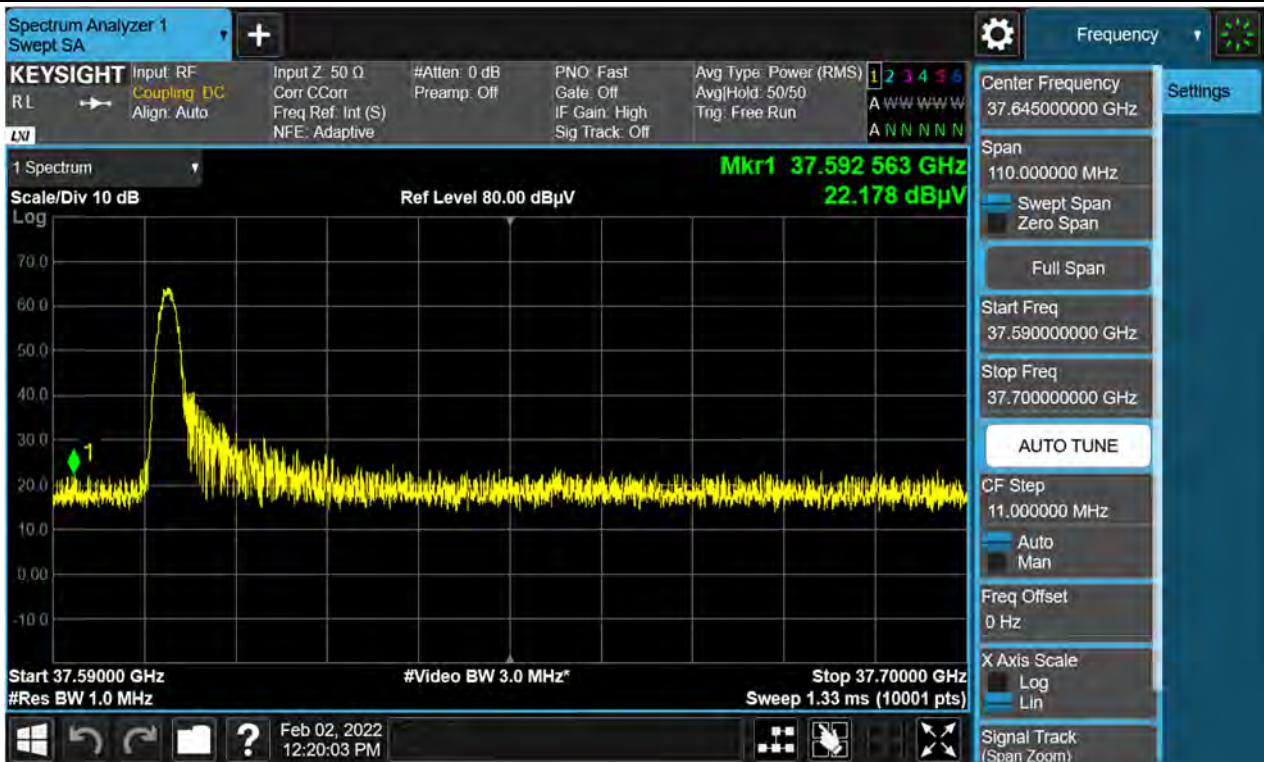 Spectrum Analyzer 1
Swept SA
+
Frequency
KEYSIGHT
RL
LXI
Input: RF
Coupling: DC
Align: Auto
Input Z: 50 Ω
Corr CCorr
Freq Ref: Int (S)
NFE: Adaptive
#Atten: 0 dB
Preamp: Off
PNO: Fast
Gate: Off
IF Gain: High
Sig Track: Off
Avg Type: Power (RMS)
Avg|Hold: 50/50
Trig: Free Run
1 2 3 4 5 6
A W W W W W
A N N N N N
1 Spectrum
Scale/Div 10 dB
Ref Level 80.00 dBµV
Mkr1 37.592 563 GHz
22.178 dBµV
Log
70.0
60.0
50.0
40.0
30.0
20.0
10.0
0.00
-10.0
1
Start 37.59000 GHz
#Res BW 1.0 MHz
#Video BW 3.0 MHz*
Stop 37.70000 GHz
Sweep 1.33 ms (10001 pts)
?
Feb 02, 2022
12:20:03 PM
Center Frequency
37.645000000 GHz
Span
110.000000 MHz
Swept Span
Zero Span
Full Span
Start Freq
37.590000000 GHz
Stop Freq
37.700000000 GHz
AUTO TUNE
CF Step
11.000000 MHz
Auto
Man
Freq Offset
0 Hz
X Axis Scale
Log
Lin
Signal Track
(Span Zoom)
Settings